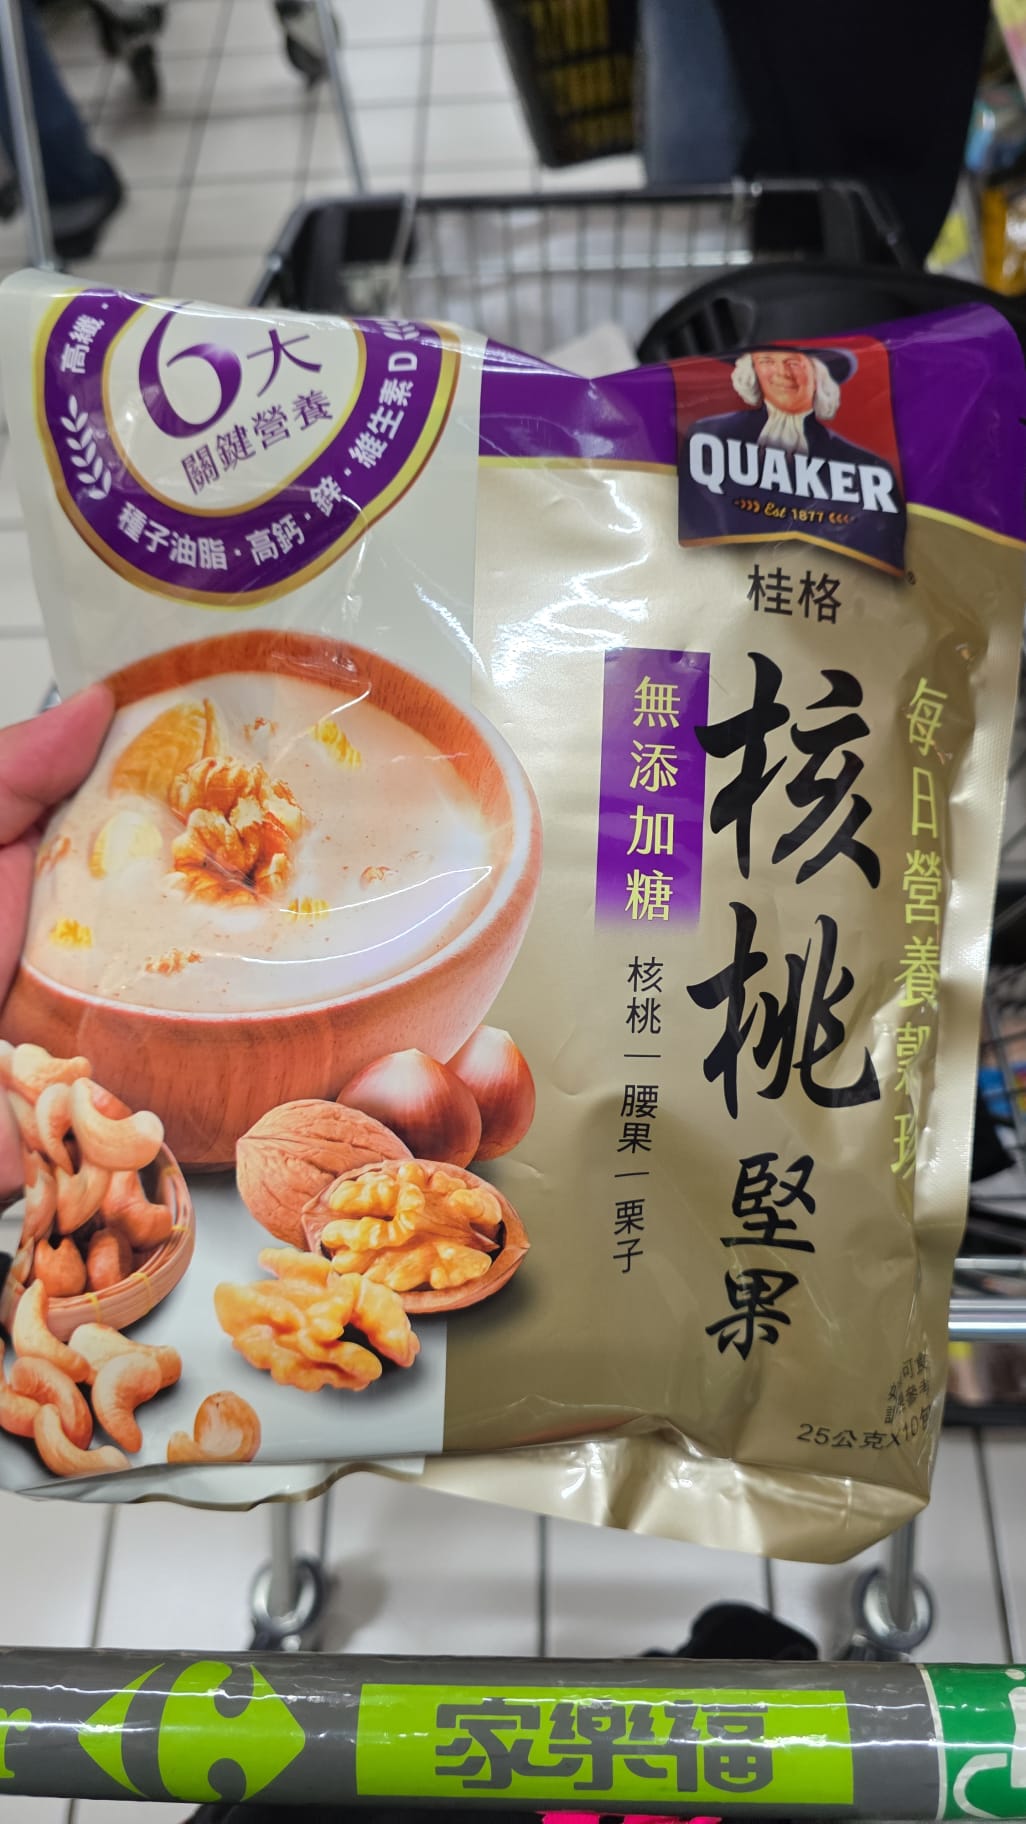 6大
關鍵營養
高纖·
種子油脂·高鈣·鋅·維生素D
QUAKER
Est 1877
®
桂格
每日營養穀珍
核桃堅果
無添加糖
核桃|腰果|栗子
25公克X10包
家樂福